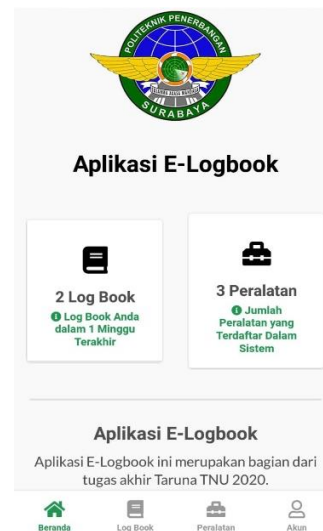 POLITEKNIK PENERBANGAN
SURABAYA
Aplikasi E-Logbook
2 Log Book
Log Book Anda
dalam 1 Minggu
Terakhir
3 Peralatan
Jumlah
Peralatan yang
Terdaftar Dalam
Sistem
Aplikasi E-Logbook
Aplikasi E-Logbook ini merupakan bagian dari
tugas akhir Taruna TNU 2020.
Beranda
Log Book
Peralatan
Akun